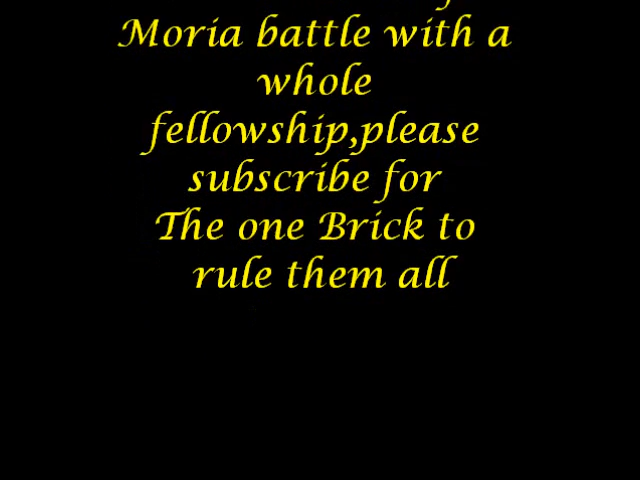 Moria battle with a
whole
fellowship,please
subscribe for
The one Brick to
rule them all